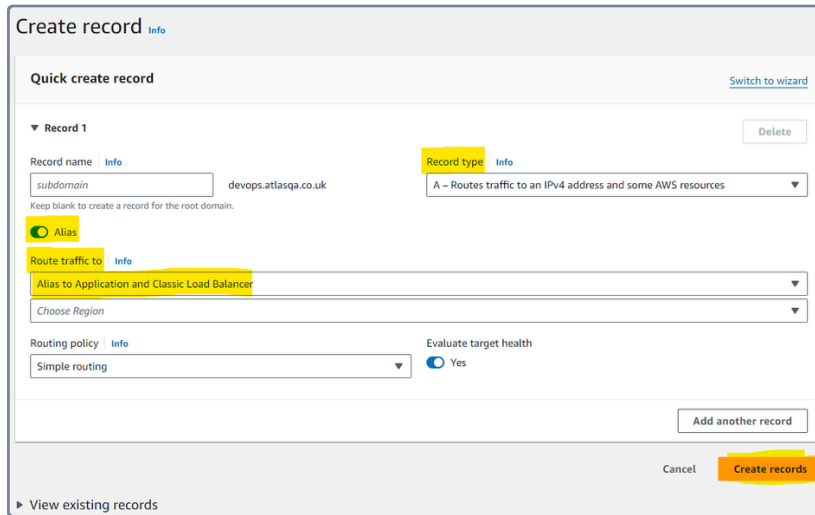 Create record Info
Quick create record
Switch to wizard
Record 1
Delete
Record name Info
Record type Info
subdomain
devops.atlasqa.co.uk
A – Routes traffic to an IPv4 address and some AWS resources
Keep blank to create a record for the root domain.
Alias
Route traffic to Info
Alias to Application and Classic Load Balancer
Choose Region
Routing policy Info
Evaluate target health
Simple routing
Yes
Add another record
Cancel
Create records
View existing records